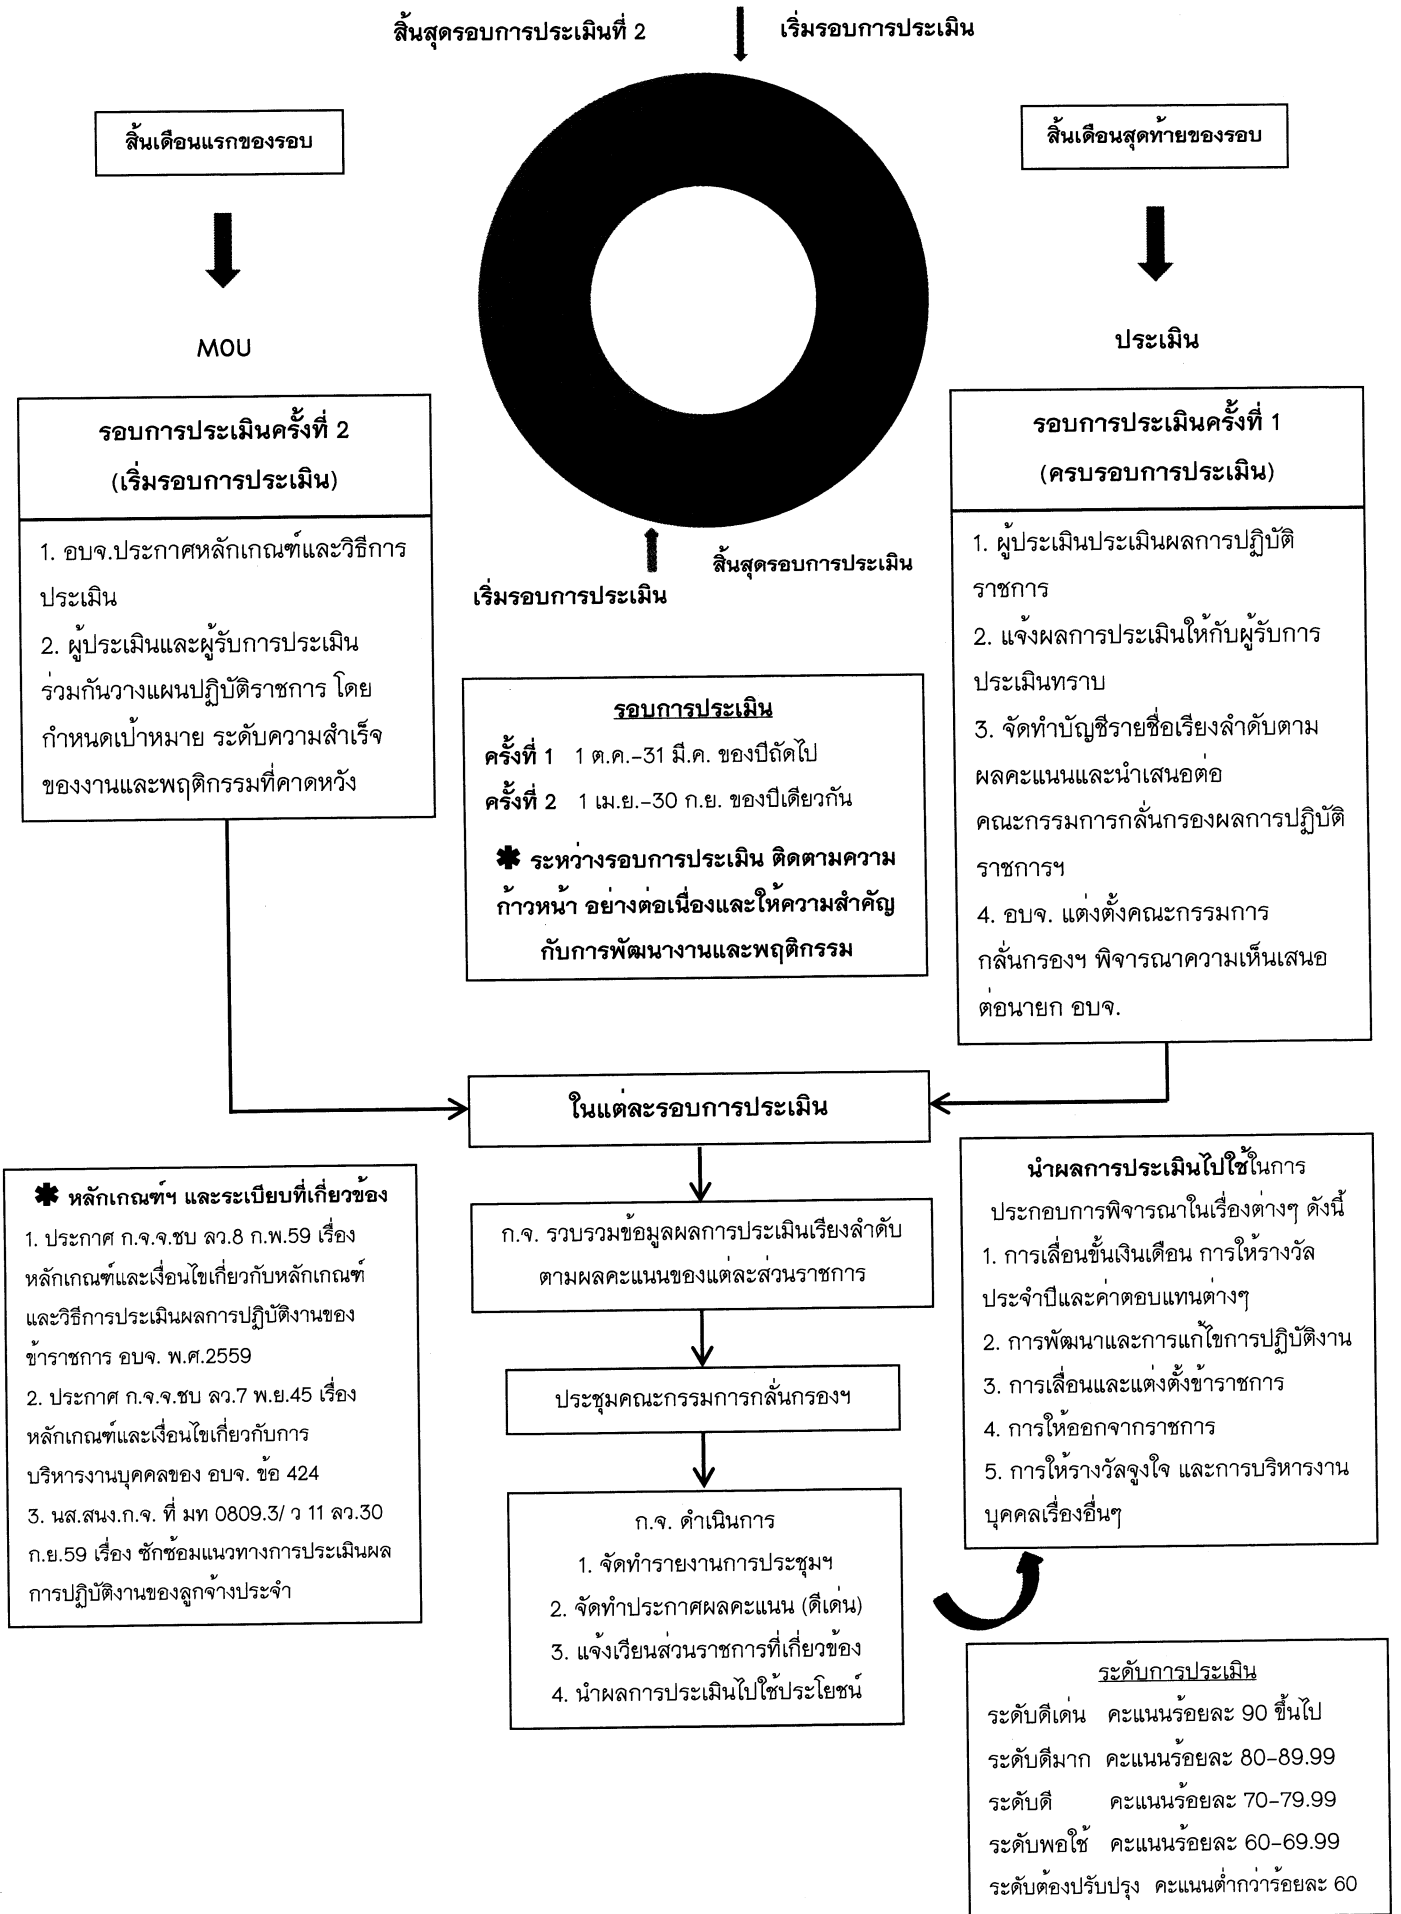 สิ้นสุดรอบการประเมินที่ 2
เริ่มรอบการประเมิน
สิ้นเดือนแรกของรอบ
สิ้นเดือนสุดท้ายของรอบ
MOU
ประเมิน
รอบการประเมินครั้งที่ 2
(เริ่มรอบการประเมิน)
1. อบจ.ประกาศหลักเกณฑ์และวิธีการ
ประเมิน
2. ผู้ประเมินและผู้รับการประเมิน
ร่วมกันวางแผนปฏิบัติราชการ โดย
กำหนดเป้าหมาย ระดับความสำเร็จ
ของงานและพฤติกรรมที่คาดหวัง
สิ้นสุดรอบการประเมิน
เริ่มรอบการประเมิน
รอบการประเมิน
ครั้งที่ 1 1 ต.ค.-31 มี.ค. ของปีถัดไป
ครั้งที่ 2 1 เม.ย.-30 ก.ย. ของปีเดียวกัน
✱ ระหว่างรอบการประเมิน ติดตามความ
ก้าวหน้า อย่างต่อเนื่องและให้ความสำคัญ
กับการพัฒนางานและพฤติกรรม
รอบการประเมินครั้งที่ 1
(ครบรอบการประเมิน)
1. ผู้ประเมินประเมินผลการปฏิบัติ
ราชการ
2. แจ้งผลการประเมินให้กับผู้รับการ
ประเมินทราบ
3. จัดทำบัญชีรายชื่อเรียงลำดับตาม
ผลคะแนนและนำเสนอต่อ
คณะกรรมการกลั่นกรองผลการปฏิบัติ
ราชการฯ
4. อบจ. แต่งตั้งคณะกรรมการ
กลั่นกรองฯ พิจารณาความเห็นเสนอ
ต่อนายก อบจ.
ในแต่ละรอบการประเมิน
✱ หลักเกณฑ์ฯ และระเบียบที่เกี่ยวข้อง
1. ประกาศ ก.จ.จ.ชบ ลว.8 ก.พ.59 เรื่อง
หลักเกณฑ์และเงื่อนไขเกี่ยวกับหลักเกณฑ์
และวิธีการประเมินผลการปฏิบัติงานของ
ข้าราชการ อบจ. พ.ศ.2559
2. ประกาศ ก.จ.จ.ชบ ลว.7 พ.ย.45 เรื่อง
หลักเกณฑ์และเงื่อนไขเกี่ยวกับการ
บริหารงานบุคคลของ อบจ. ข้อ 424
3. นส.สนง.ก.จ. ที่ มท 0809.3/ ว 11 ลว.30
ก.ย.59 เรื่อง ซักซ้อมแนวทางการประเมินผล
การปฏิบัติงานของลูกจ้างประจำ
ก.จ. รวบรวมข้อมูลผลการประเมินเรียงลำดับ
ตามผลคะแนนของแต่ละส่วนราชการ
ประชุมคณะกรรมการกลั่นกรองฯ
ก.จ. ดำเนินการ
1. จัดทำรายงานการประชุมฯ
2. จัดทำประกาศผลคะแนน (ดีเด่น)
3. แจ้งเวียนส่วนราชการที่เกี่ยวข้อง
4. นำผลการประเมินไปใช้ประโยชน์
นำผลการประเมินไปใช้ในการ
ประกอบการพิจารณาในเรื่องต่างๆ ดังนี้
1. การเลื่อนขั้นเงินเดือน การให้รางวัล
ประจำปีและค่าตอบแทนต่างๆ
2. การพัฒนาและการแก้ไขการปฏิบัติงาน
3. การเลื่อนและแต่งตั้งข้าราชการ
4. การให้ออกจากราชการ
5. การให้รางวัลจูงใจ และการบริหารงาน
บุคคลเรื่องอื่นๆ
ระดับการประเมิน
ระดับดีเด่น คะแนนร้อยละ 90 ขึ้นไป
ระดับดีมาก คะแนนร้อยละ 80-89.99
ระดับดี คะแนนร้อยละ 70-79.99
ระดับพอใช้ คะแนนร้อยละ 60-69.99
ระดับต้องปรับปรุง คะแนนต่ำกว่าร้อยละ 60